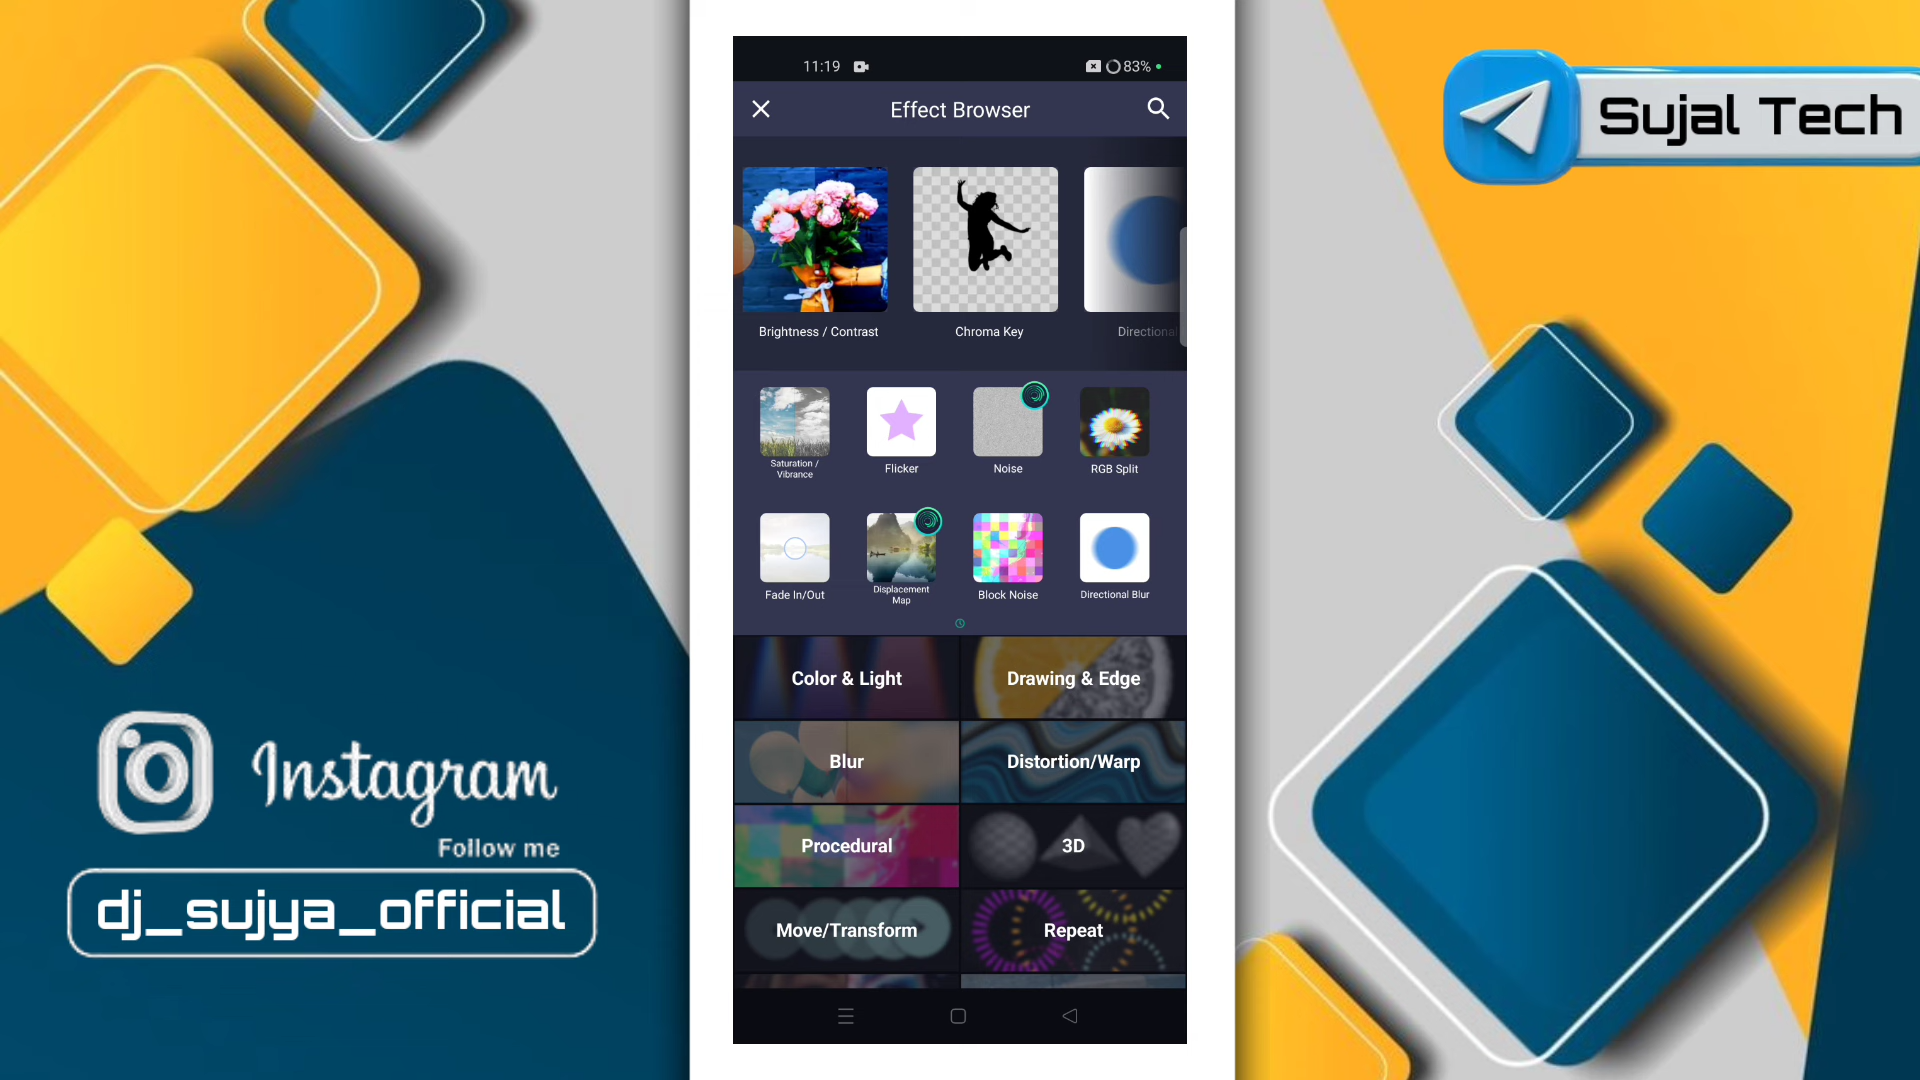 Sujal Tech
11:19
83%
Effect Browser
Brightness / Contrast
Chroma Key
Directional
Saturation /
Vibrance
Flicker
Noise
RGB Split
Fade In/Out
Displacement
Map
Block Noise
Directional Blur
Color & Light
Drawing & Edge
Blur
Distortion/Warp
Procedural
3D
Move/Transform
Repeat
Instagram
Follow me
dj_sujya_official